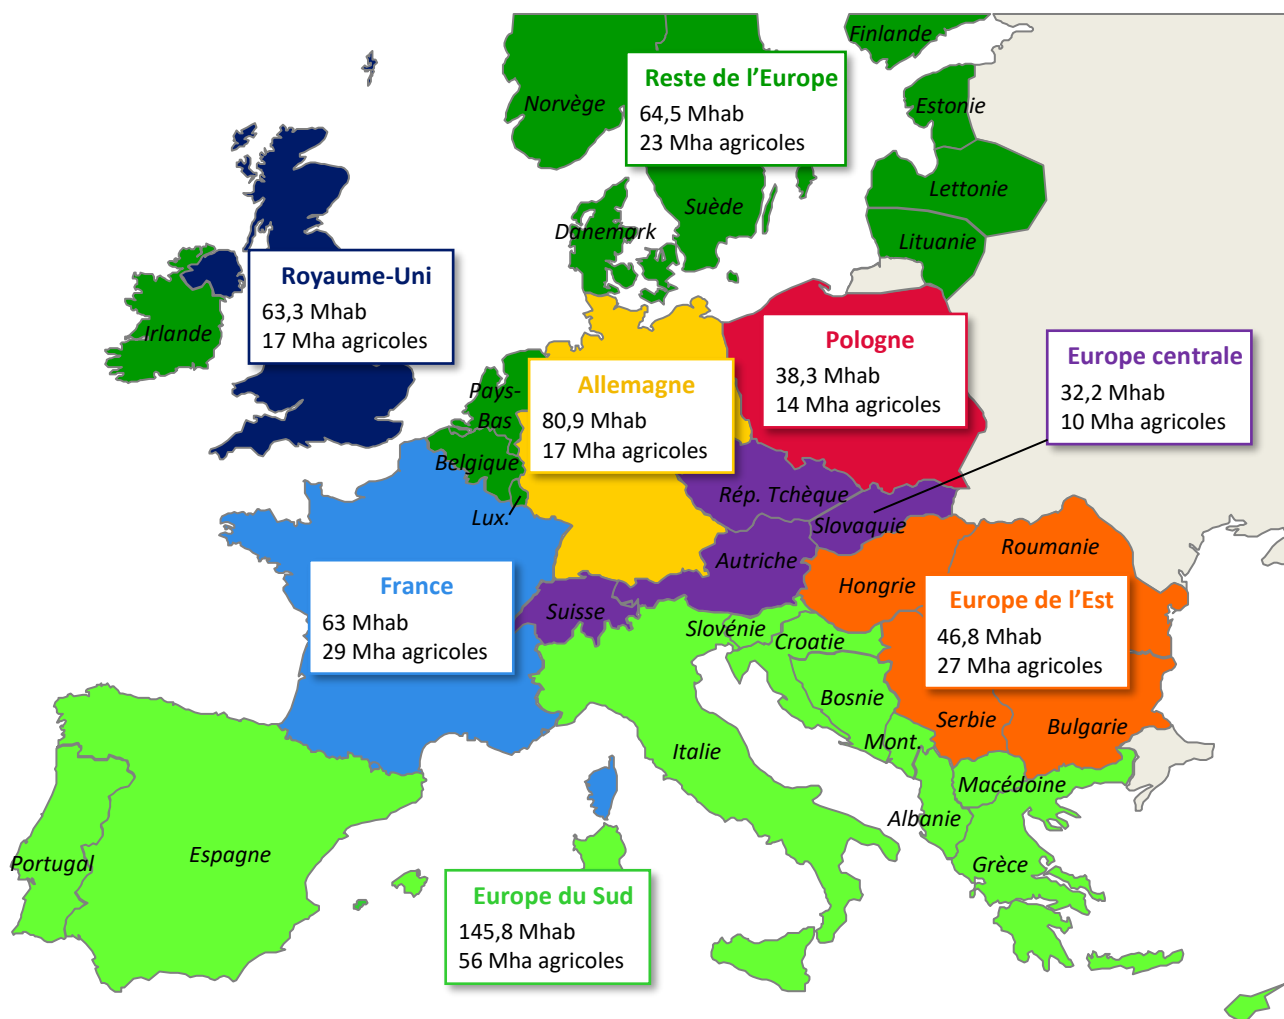 Finlande
Norvège
Reste de l'Europe
64,5 Mhab
23 Mha agricoles
Estonie
Lettonie
Suède
Danemark
Lituanie
Royaume-Uni
63,3 Mhab
17 Mha agricoles
Irlande
Pologne
38,3 Mhab
14 Mha agricoles
Europe centrale
32,2 Mhab
10 Mha agricoles
Pays-
Bas
Allemagne
80,9 Mhab
17 Mha agricoles
Belgique
Lux.
Rép. Tchèque
Slovaquie
Autriche
Roumanie
Hongrie
France
63 Mhab
29 Mha agricoles
Suisse
Europe de l'Est
46,8 Mhab
27 Mha agricoles
Slovénie
Croatie
Bosnie
Serbie
Bulgarie
Mont.
Italie
Macédoine
Albanie
Grèce
Portugal
Espagne
Europe du Sud
145,8 Mhab
56 Mha agricoles